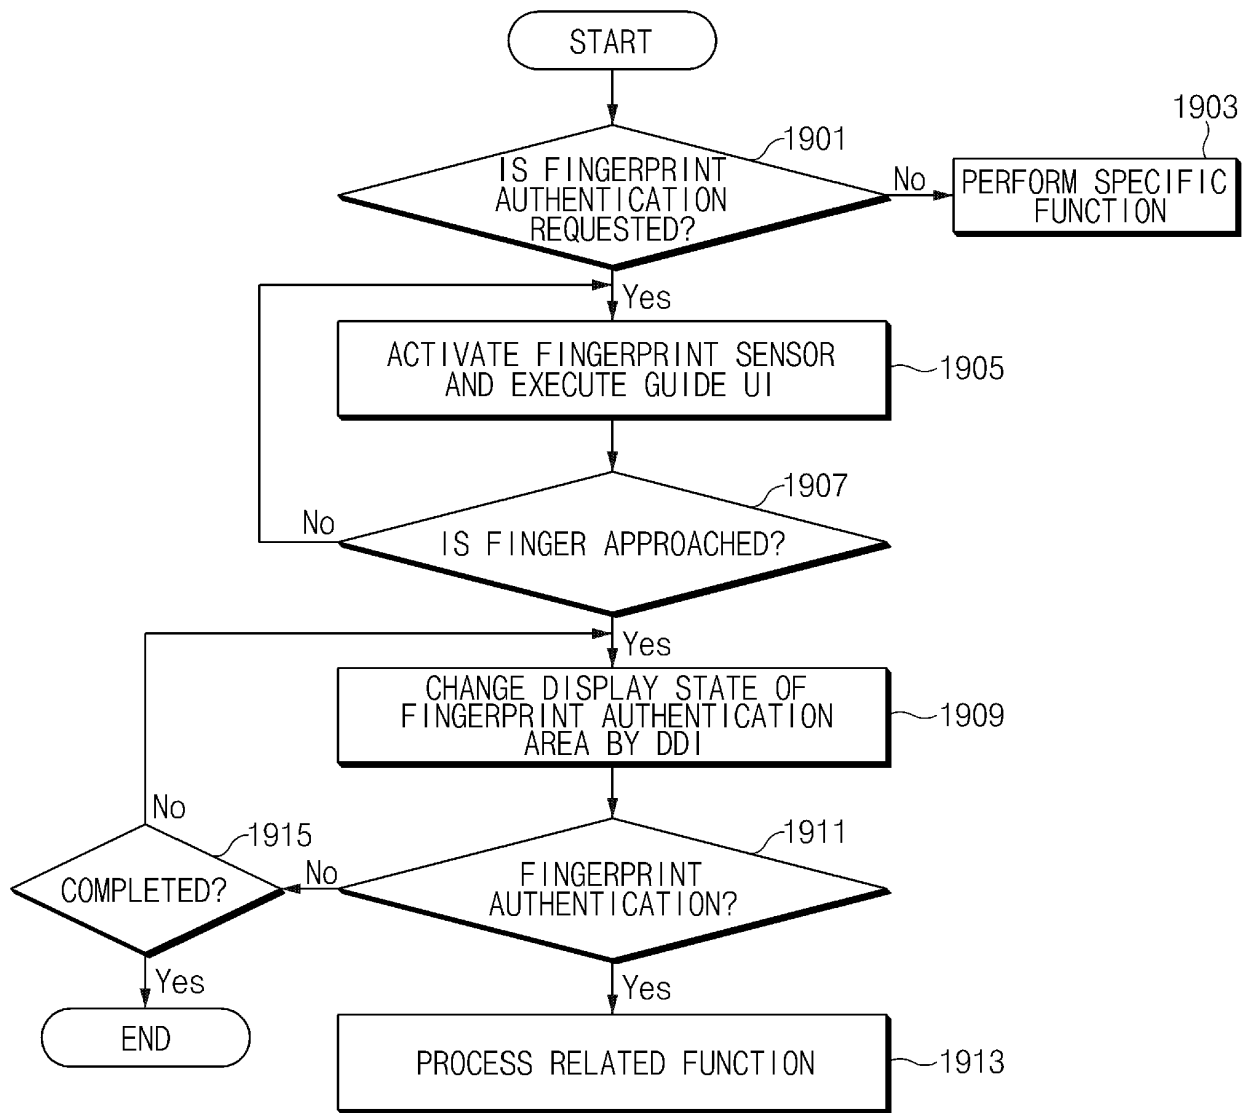 START
1901
1903
IS FINGERPRINT
AUTHENTICATION
REQUESTED?
No
PERFORM SPECIFIC
FUNCTION
Yes
ACTIVATE FINGERPRINT SENSOR
AND EXECUTE GUIDE UI
1905
1907
No
IS FINGER APPROACHED?
Yes
CHANGE DISPLAY STATE OF
FINGERPRINT AUTHENTICATION
AREA BY DDI
1909
No
1915
1911
COMPLETED?
No
FINGERPRINT
AUTHENTICATION?
Yes
Yes
END
PROCESS RELATED FUNCTION
1913